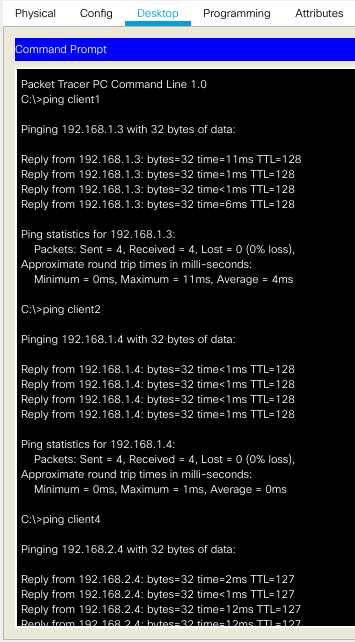 Physical Config Desktop Programming Attributes
Command Prompt
Packet Tracer PC Command Line 1.0
C:\>ping client1
Pinging 192.168.1.3 with 32 bytes of data:
Reply from 192.168.1.3: bytes=32 time=11ms TTL=128
Reply from 192.168.1.3: bytes=32 time=1ms TTL=128
Reply from 192.168.1.3: bytes=32 time<1ms TTL=128
Reply from 192.168.1.3: bytes=32 time=6ms TTL=128
Ping statistics for 192.168.1.3:
Packets: Sent = 4, Received = 4, Lost = 0 (0% loss),
Approximate round trip times in milli-seconds:
Minimum = 0ms, Maximum = 11ms, Average = 4ms
C:\>ping client2
Pinging 192.168.1.4 with 32 bytes of data:
Reply from 192.168.1.4: bytes=32 time<1ms TTL=128
Reply from 192.168.1.4: bytes=32 time<1ms TTL=128
Reply from 192.168.1.4: bytes=32 time<1ms TTL=128
Reply from 192.168.1.4: bytes=32 time=1ms TTL=128
Ping statistics for 192.168.1.4:
Packets: Sent = 4, Received = 4, Lost = 0 (0% loss),
Approximate round trip times in milli-seconds:
Minimum = 0ms, Maximum = 1ms, Average = 0ms
C:\>ping client4
Pinging 192.168.2.4 with 32 bytes of data:
Reply from 192.168.2.4: bytes=32 time=2ms TTL=127
Reply from 192.168.2.4: bytes=32 time<1ms TTL=127
Reply from 192.168.2.4: bytes=32 time=12ms TTL=127
Reply from 192.168.2.4: bytes=32 time=12ms TTL=127